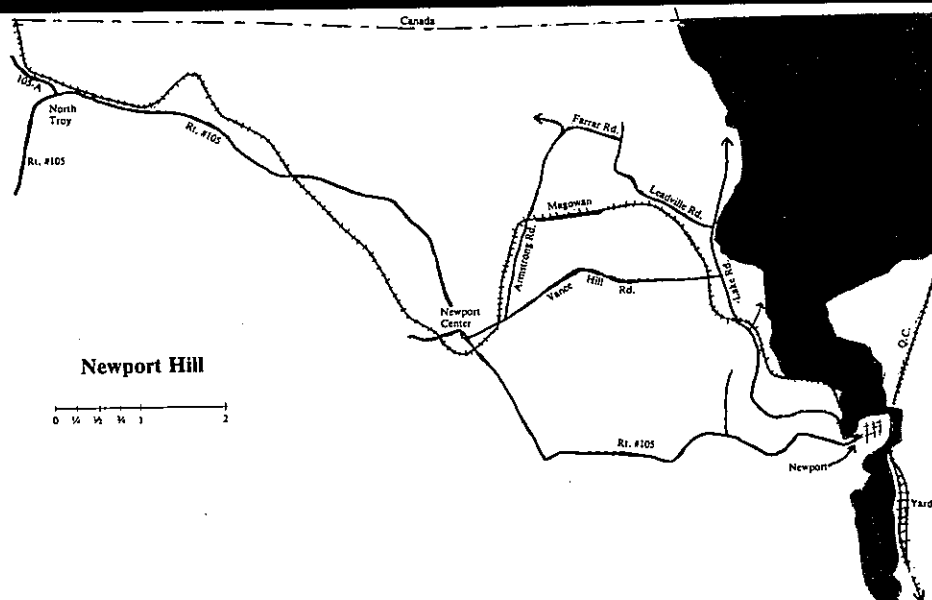 Canada
105-A
North
Troy
Rt. #105
Rt. #105
Farrar Rd.
Leadville Rd.
Magowan
Armstrong Rd.
Lake Rd.
Vance Hill Rd.
Newport
Center
Newport Hill
0 ¼ ½ ¾ 1 2
Q.C.
Rt. #105
Newport
Yard